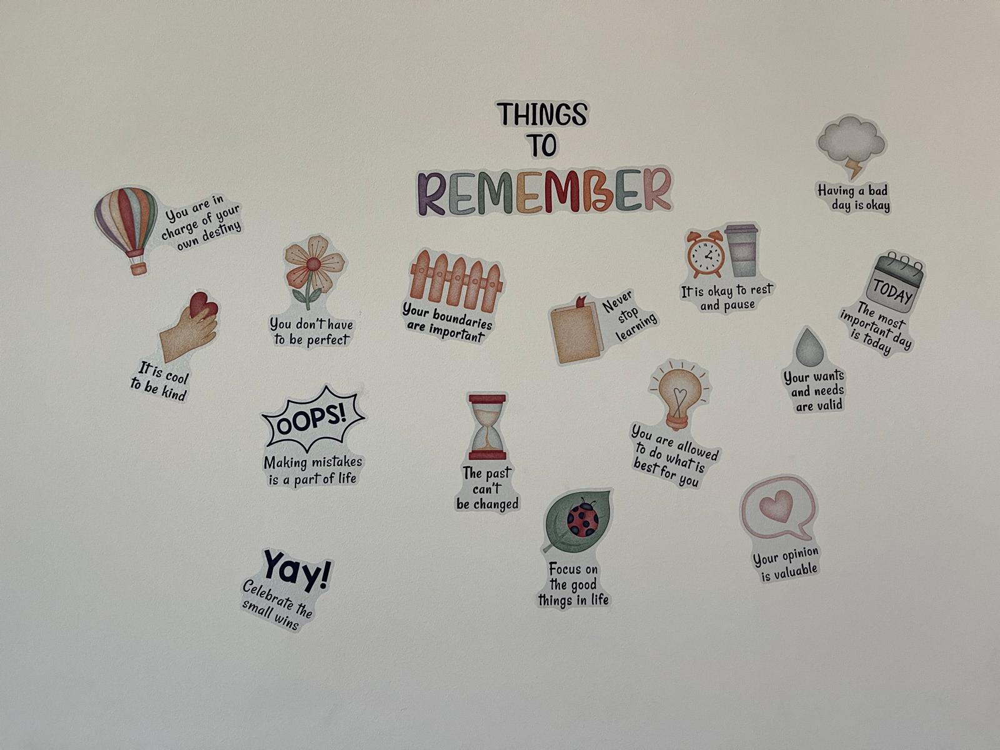 THINGS
TO
REMEMBER
Having a bad
day is okay
You are in
charge of your
own destiny
You don't have
to be perfect
Your boundaries
are important
Never
stop
learning
It is okay to rest
and pause
TODAY
The most
important day
is today
It is cool
to be kind
Your wants
and needs
are valid
OOPS!
Making mistakes
is a part of life
The past
can't
be changed
You are allowed
to do what is
best for you
Focus on
the good
things in life
Your opinion
is valuable
Yay!
Celebrate the
small wins